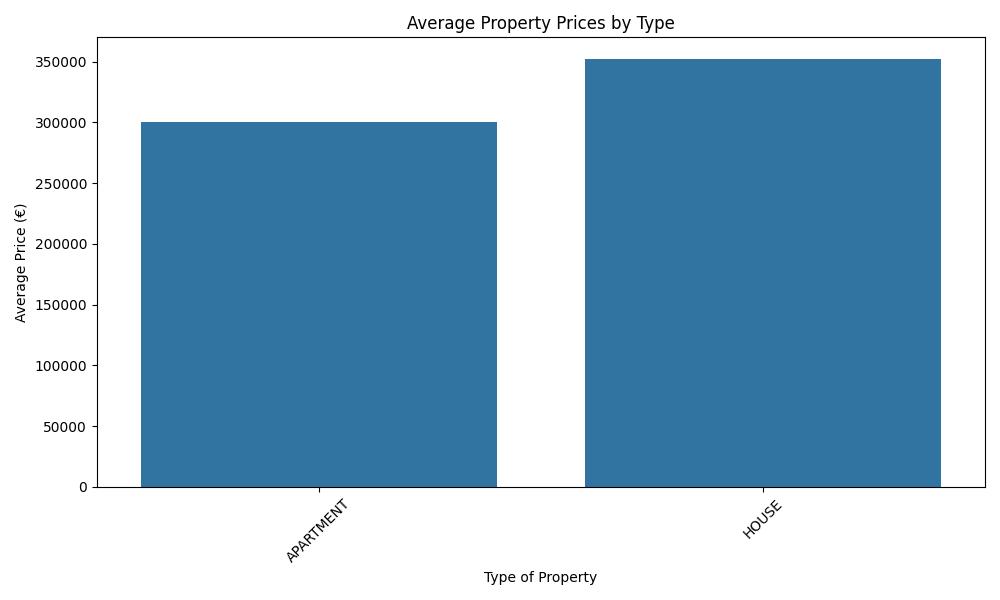 Average Property Prices by Type
Average Price (€)
350000
300000
250000
200000
150000
100000
50000
0
APARTMENT
HOUSE
Type of Property